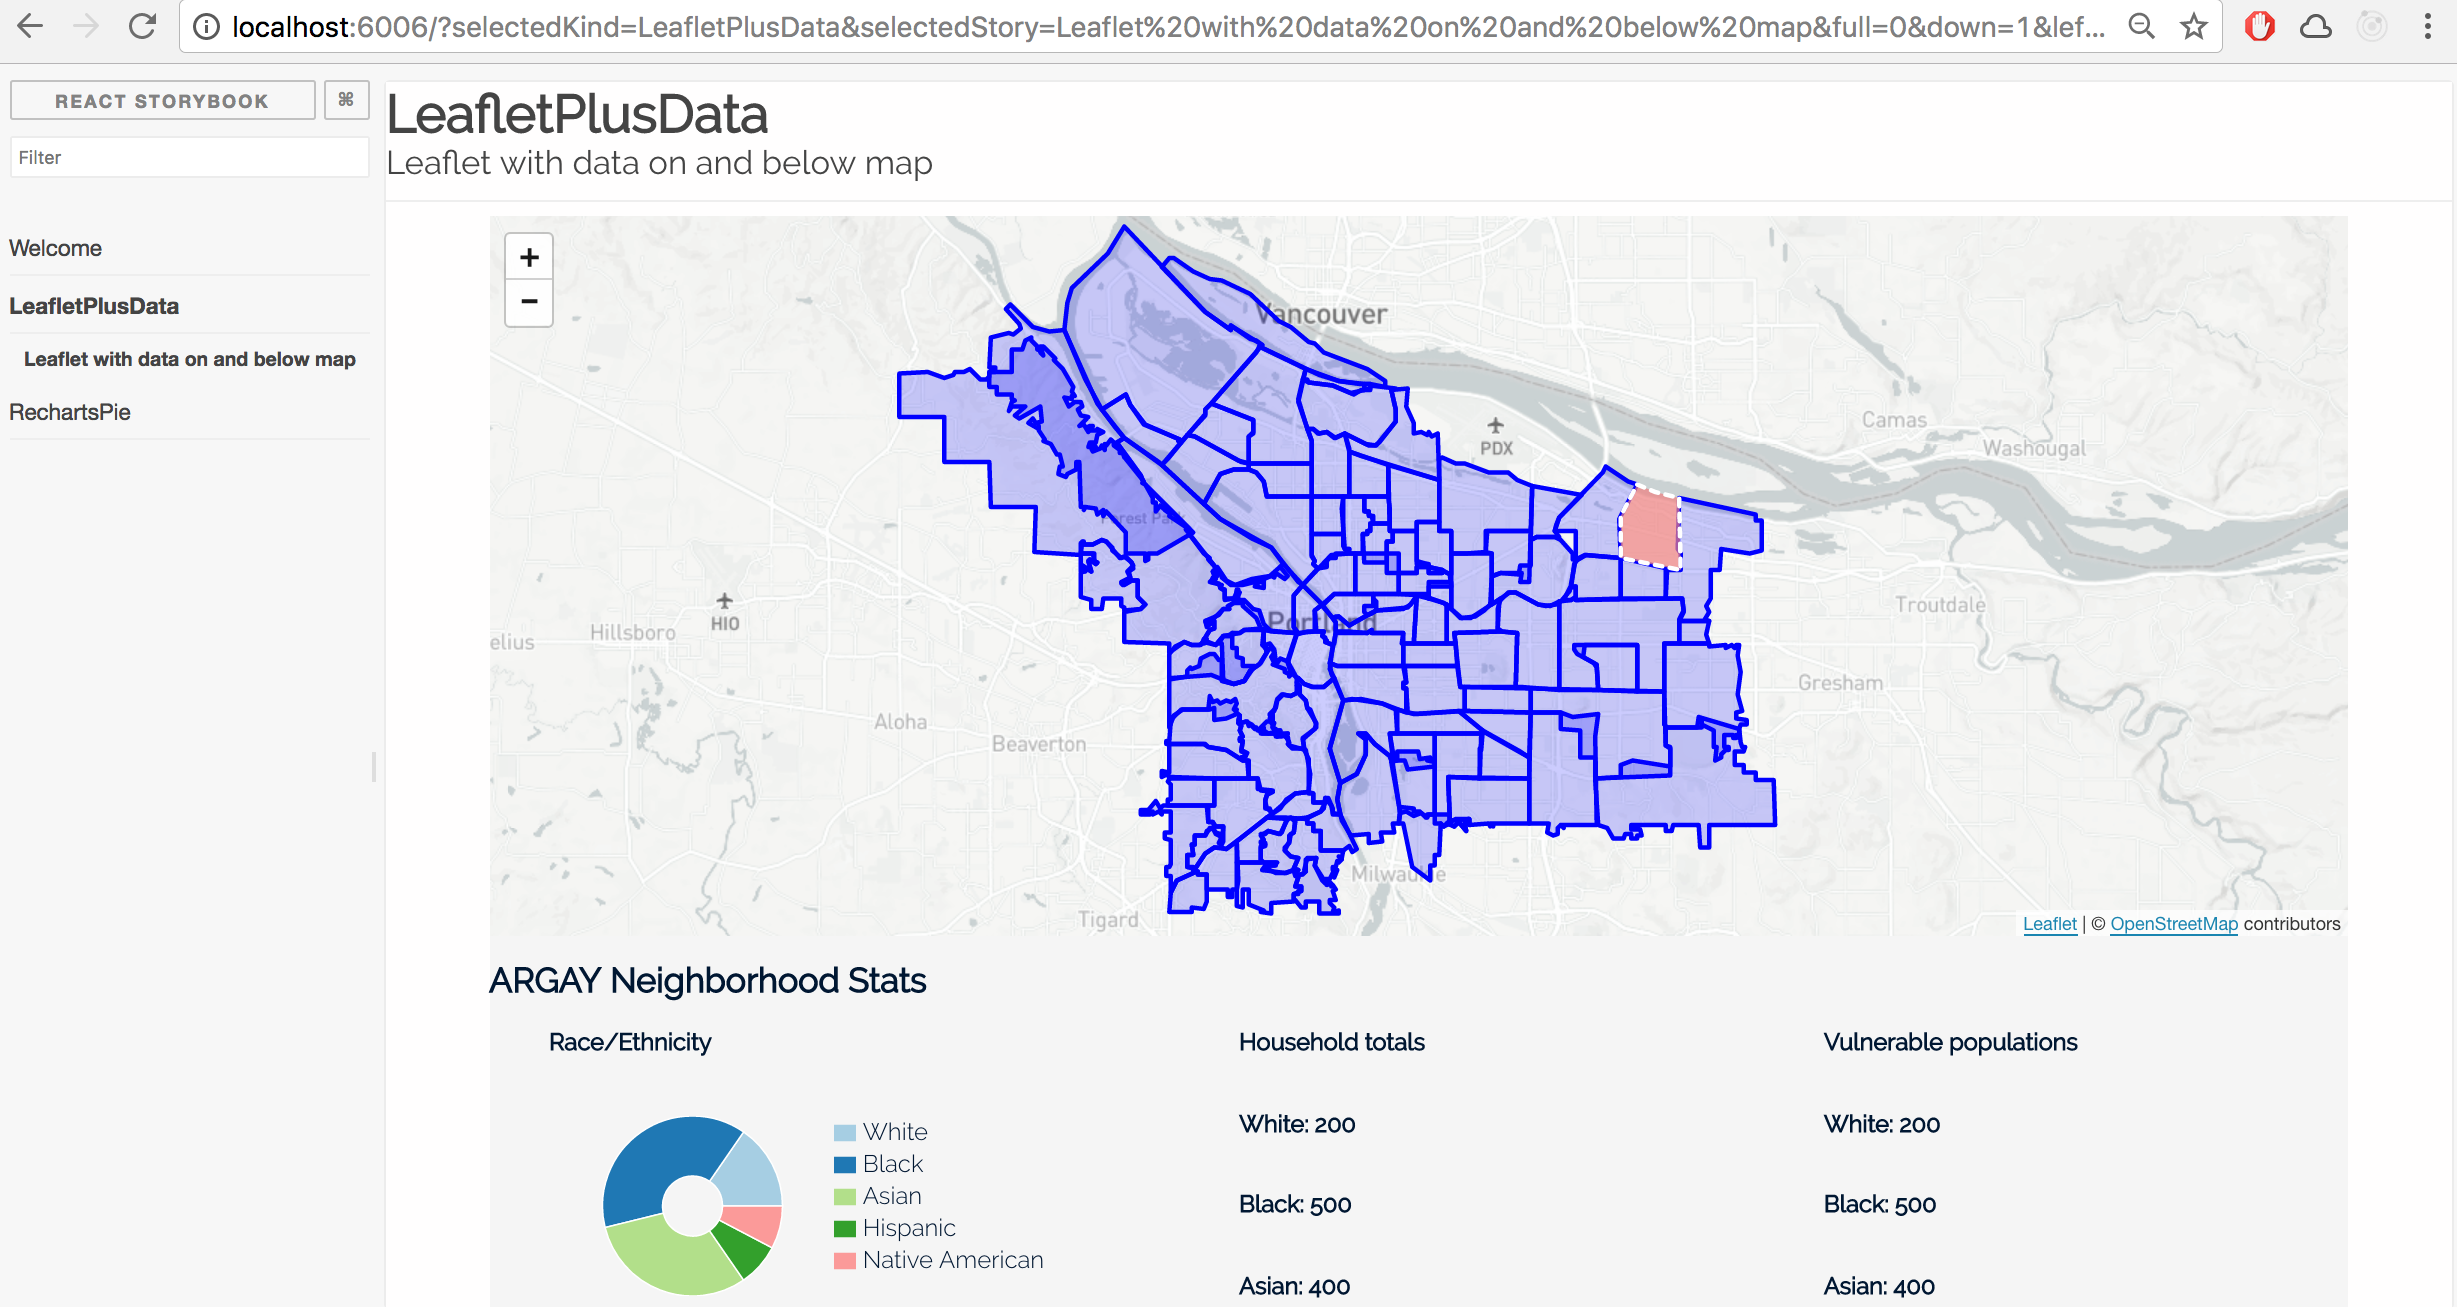 localhost:6006/?selectedKind=LeafletPlusData&selectedStory=Leaflet%20with%20data%20on%20and%20below%20map&full=0&down=1&lef...
REACT STORYBOOK
⌘
Filter
Welcome
LeafletPlusData
Leaflet with data on and below map
RechartsPie
LeafletPlusData
Leaflet with data on and below map
+
−
Vancouver
PDX
Camas
Washougal
Forest Park
HIO
Hillsboro
elius
Portland
Troutdale
Gresham
Aloha
Beaverton
Milwaukie
Tigard
Leaflet | © OpenStreetMap contributors
ARGAY Neighborhood Stats
Race/Ethnicity
White
Black
Asian
Hispanic
Native American
Household totals
White: 200
Black: 500
Asian: 400
Vulnerable populations
White: 200
Black: 500
Asian: 400